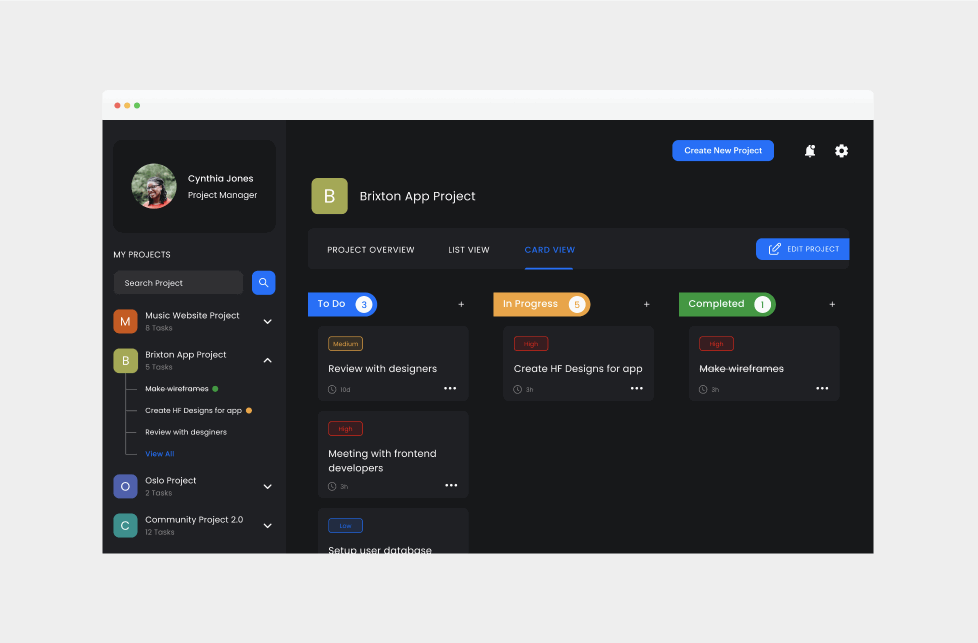 Cynthia Jones
Project Manager
MY PROJECTS
Search Project
M
Music Website Project
6 Tasks
B
Brixton App Project
5 Tasks
Make wireframes
Create HF Designs for app
Review with desginers
View All
O
Oslo Project
2 Tasks
C
Community Project 2.0
12 Tasks
Create New Project
B
Brixton App Project
PROJECT OVERVIEW
LIST VIEW
CARD VIEW
EDIT PROJECT
To Do 3
+
Medium
Review with designers
10d
High
Meeting with frontend
developers
3h
Low
Setup user database
In Progress 5
+
High
Create HF Designs for app
3h
Completed 1
+
High
Make wireframes
3h